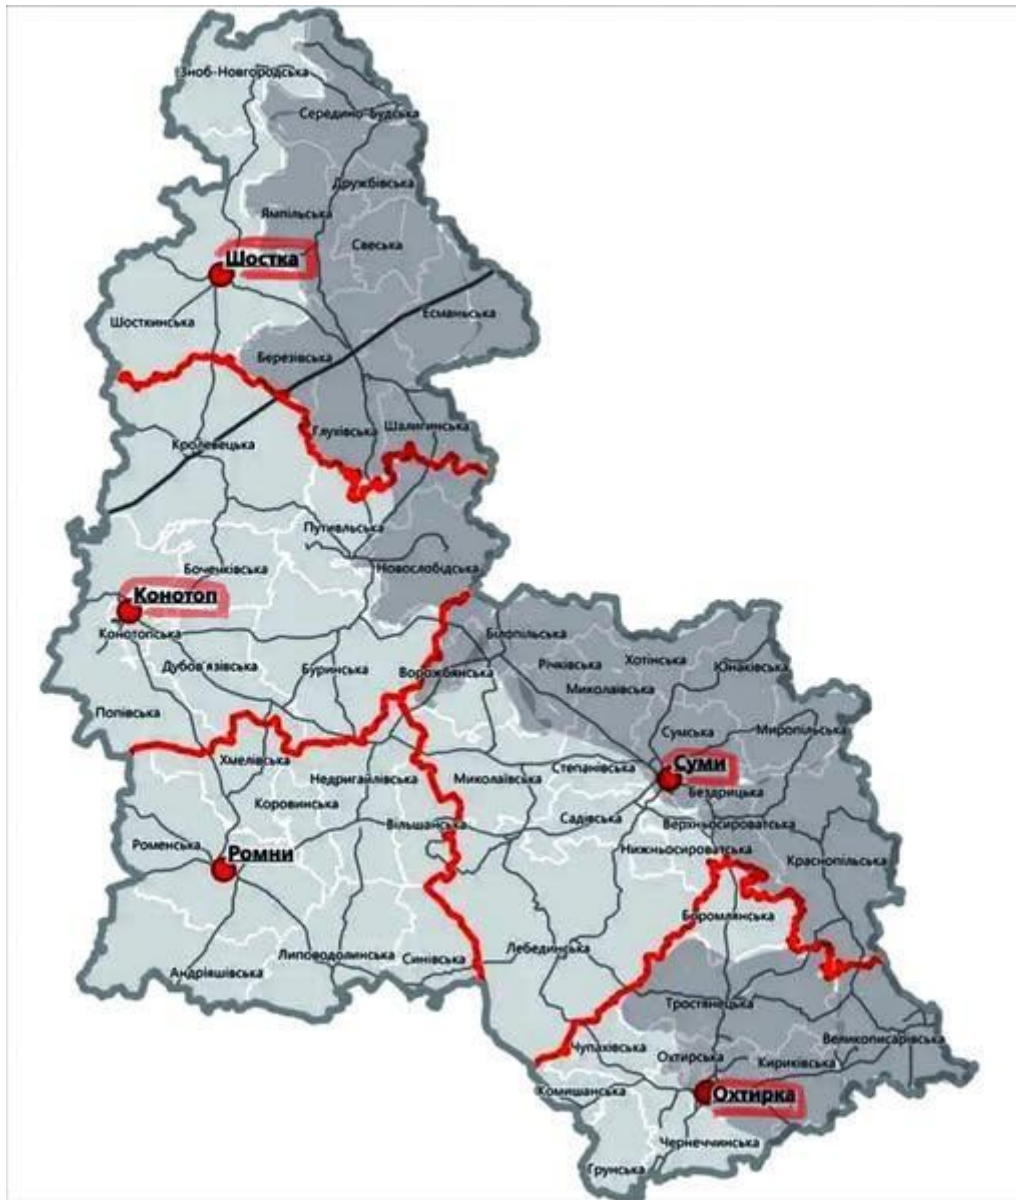 Зноб-Новгородська
Середино-Будська
Дружбівська
Ямпільська
Свеська
Шостка
Есманьська
Шосткинська
Березівська
Глухівська
Шалигинська
Кролевецька
Путивльська
Новослобідська
Боченківська
Конотоп
Конотопська
Білопільська
Дубов'язівська
Буринська
Ворожбянська
Річківська
Хотінська
Юнаківська
Миколаївська
Попівська
Сумська
Миропільська
Хмелівська
Недригайлівська
Миколаївська
Степанівська
Суми
Бездрицька
Коровинська
Садівська
Вільшанська
Верхньосироватська
Роменська
Ромни
Нижньосироватська
Краснопільська
Боромлянська
Лебединська
Липоводолинська
Синівська
Андріяшівська
Тростянецька
Чупахівська
Охтирська
Кириківська
Великописарівська
Комишанська
Охтирка
Чернеччинська
Грунська